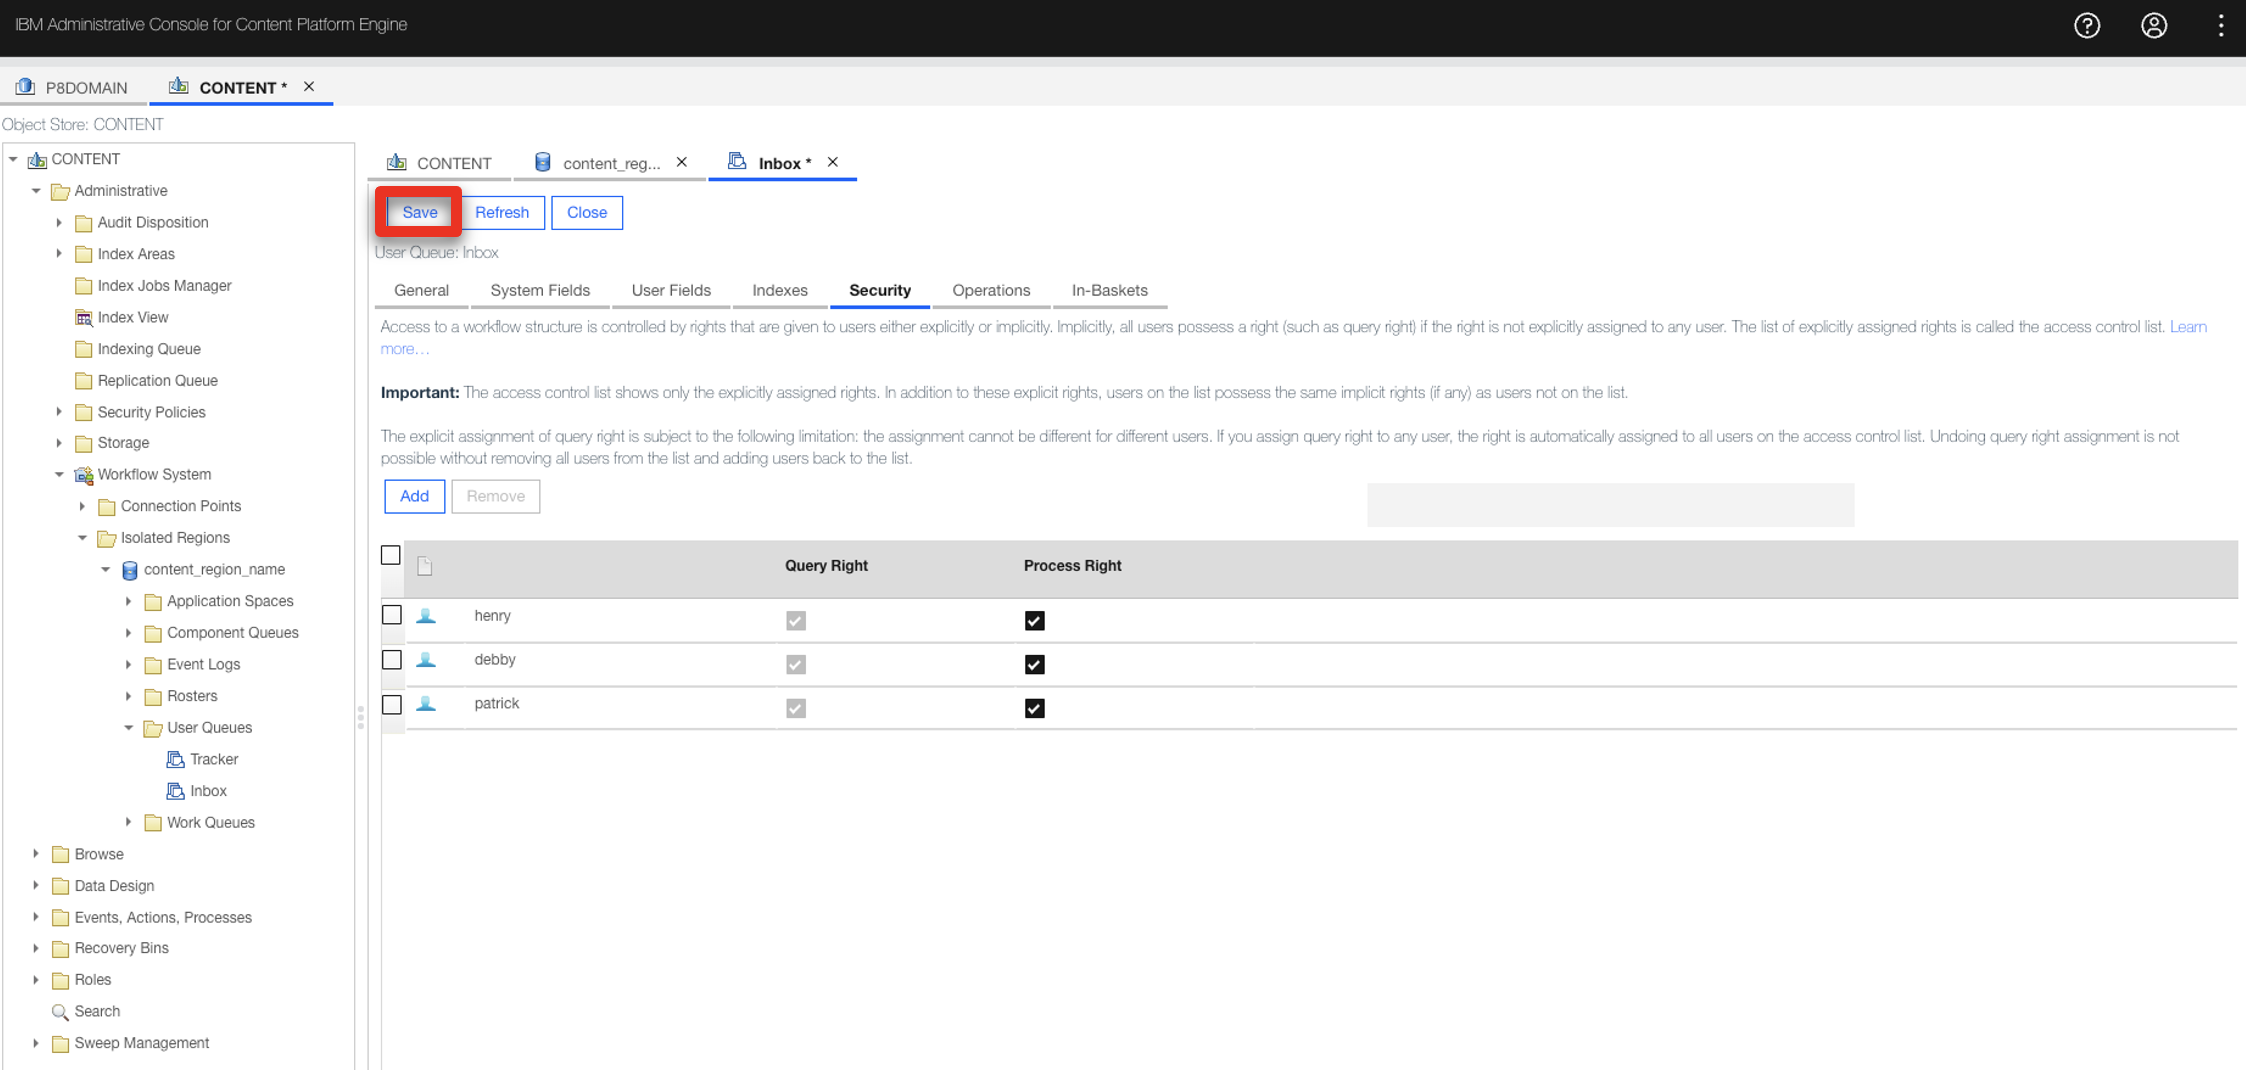 IBM Administrative Console for Content Platform Engine
P8DOMAIN
CONTENT *
Object Store: CONTENT
CONTENT
Administrative
Audit Disposition
Index Areas
Index Jobs Manager
Index View
Indexing Queue
Replication Queue
Security Policies
Storage
Workflow System
Connection Points
Isolated Regions
content_region_name
Application Spaces
Component Queues
Event Logs
Rosters
User Queues
Tracker
Inbox
Work Queues
Browse
Data Design
Events, Actions, Processes
Recovery Bins
Roles
Search
Sweep Management
CONTENT
content_reg...
Inbox *
Save
Refresh
Close
User Queue: Inbox
General
System Fields
User Fields
Indexes
Security
Operations
In-Baskets
Access to a workflow structure is controlled by rights that are given to users either explicitly or implicitly. Implicitly, all users possess a right (such as query right) if the right is not explicitly assigned to any user. The list of explicitly assigned rights is called the access control list. Learn
more…
Important: The access control list shows only the explicitly assigned rights. In addition to these explicit rights, users on the list possess the same implicit rights (if any) as users not on the list.
The explicit assignment of query right is subject to the following limitation: the assignment cannot be different for different users. If you assign query right to any user, the right is automatically assigned to all users on the access control list. Undoing query right assignment is not
possible without removing all users from the list and adding users back to the list.
Add
Remove
Query Right
Process Right
henry
debby
patrick